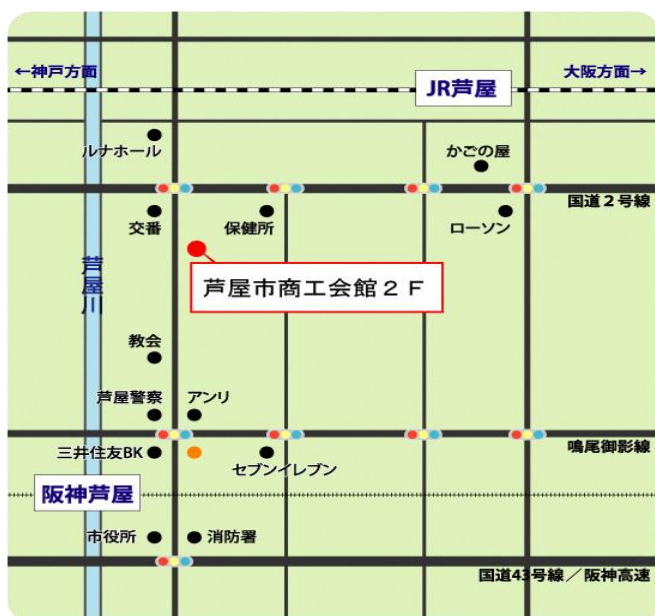 ←神戸方面
大阪方面→
JR芦屋
ルナホール
かごの屋
国道２号線
交番
保健所
ローソン
芦屋川
芦屋市商工会館２Ｆ
教会
芦屋警察
アンリ
鳴尾御影線
三井住友BK
セブンイレブン
阪神芦屋
市役所
消防署
国道43号線／阪神高速